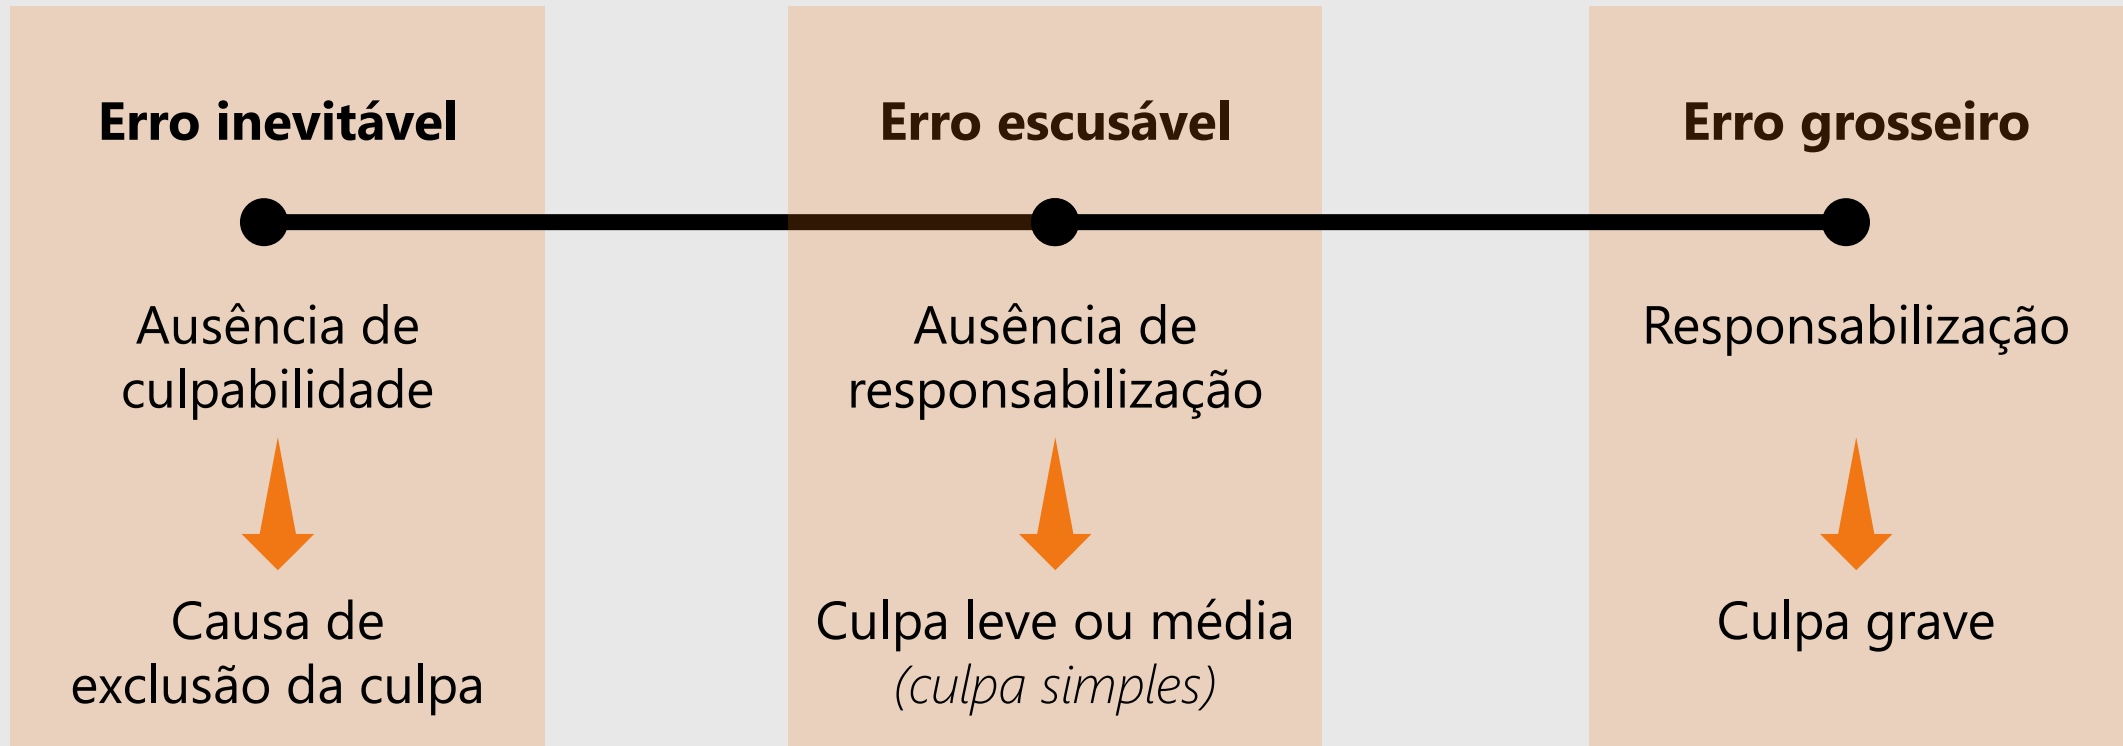 Erro inevitável
Ausência de
culpabilidade
Causa de
exclusão da culpa
Erro escusável
Ausência de
responsabilização
Culpa leve ou média
(culpa simples)
Erro grosseiro
Responsabilização
Culpa grave